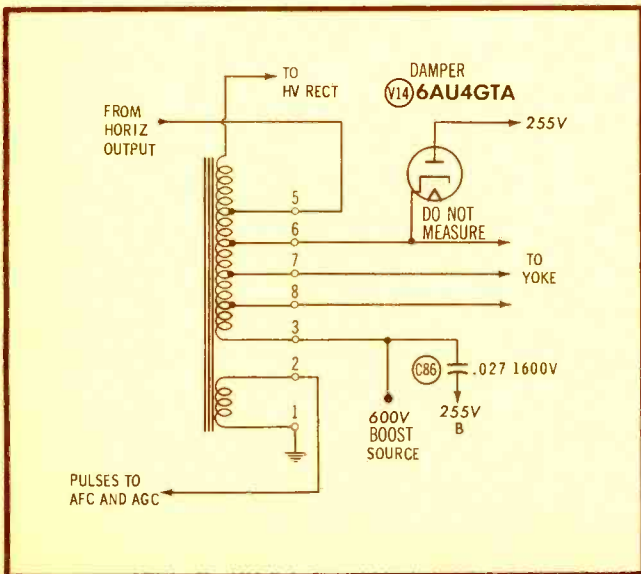 TO
HV RECT
DAMPER
V14 6AU4GTA
FROM
HORIZ
OUTPUT
255V
5
DO NOT
MEASURE
6
TO
YOKE
7
8
3
C86 .027 1600V
2
600V
BOOST
SOURCE
255V
B
1
PULSES TO
AFC AND AGC